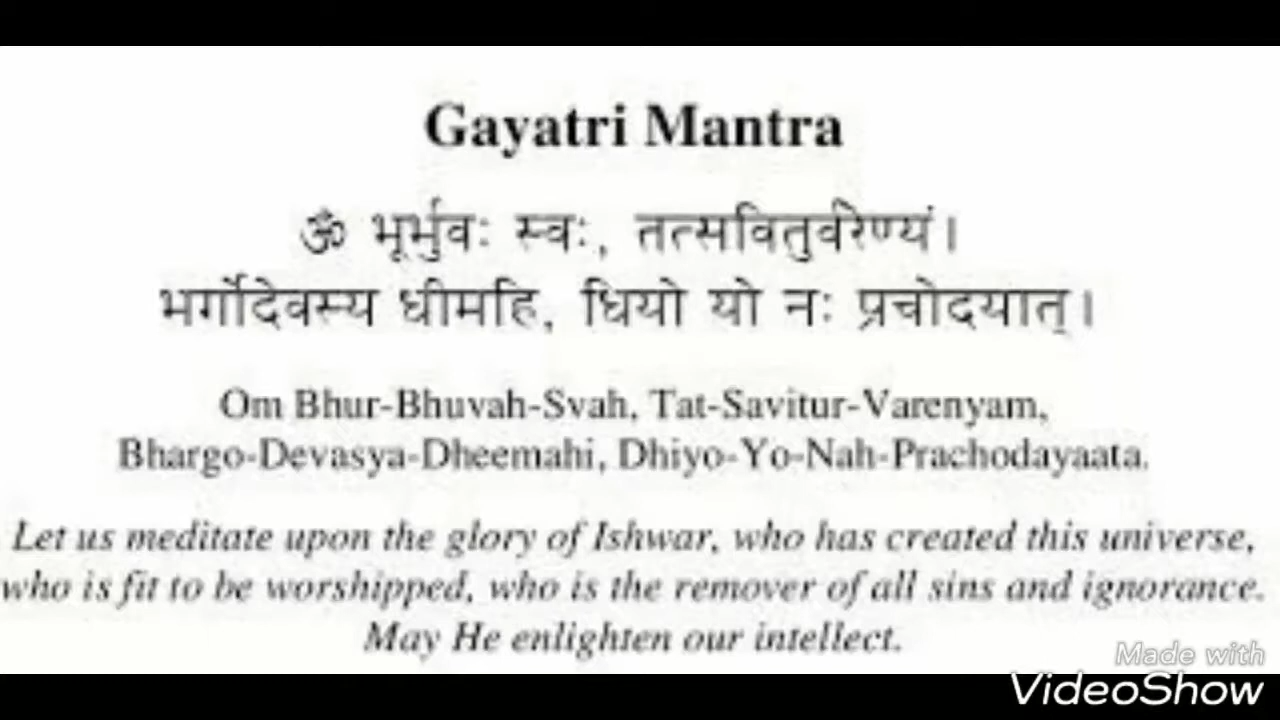 Gayatri Mantra
ॐ भूर्भुवः स्वः, तत्सवितुर्वरेण्यं।
भर्गोदेवस्य धीमहि, धियो यो नः प्रचोदयात्।
Om Bhur-Bhuvah-Svah, Tat-Savitur-Varenyam,
Bhargo-Devasya-Dheemahi, Dhiyo-Yo-Nah-Prachodayaata.
Let us meditate upon the glory of Ishwar, who has created this universe,
who is fit to be worshipped, who is the remover of all sins and ignorance.
May He enlighten our intellect.
Made with
VideoShow